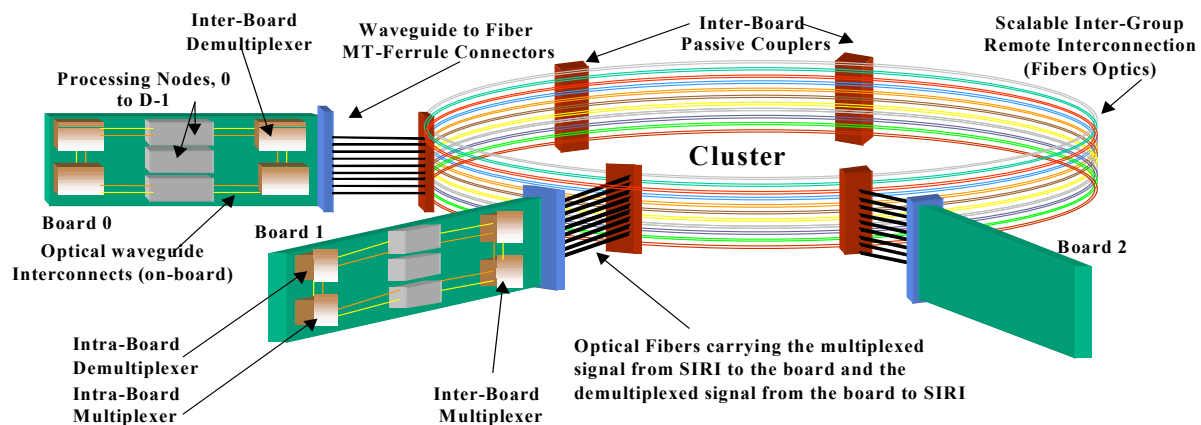 Inter-Board
Demultiplexer
Waveguide to Fiber
MT-Ferrule Connectors
Inter-Board
Passive Couplers
Scalable Inter-Group
Remote Interconnection
(Fibers Optics)
Processing Nodes, 0
to D-1
Cluster
Board 0
Optical waveguide
Interconnects (on-board)
Board 1
Board 2
Intra-Board
Demultiplexer
Intra-Board
Multiplexer
Inter-Board
Multiplexer
Optical Fibers carrying the multiplexed
signal from SIRI to the board and the
demultiplexed signal from the board to SIRI